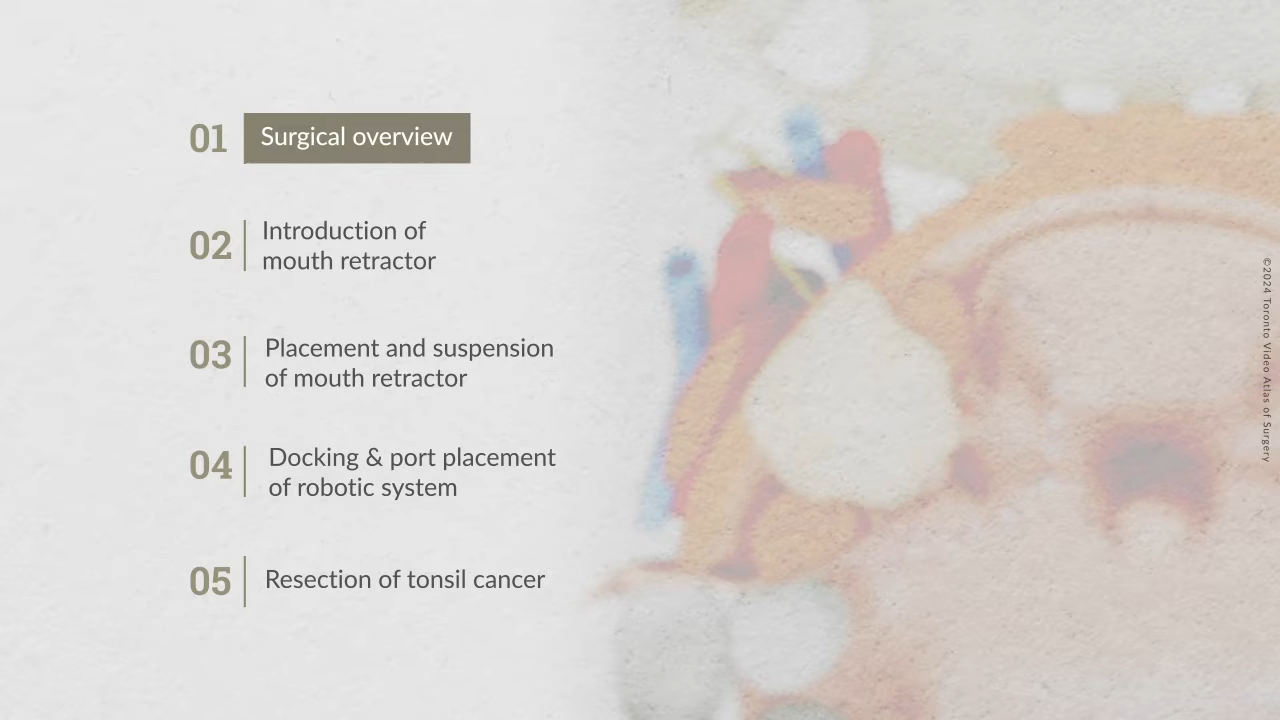 01 Surgical overview
02 Introduction of
mouth retractor
03 Placement and suspension
of mouth retractor
04 Docking & port placement
of robotic system
05 Resection of tonsil cancer
©2024 Toronto Video Atlas of Surgery